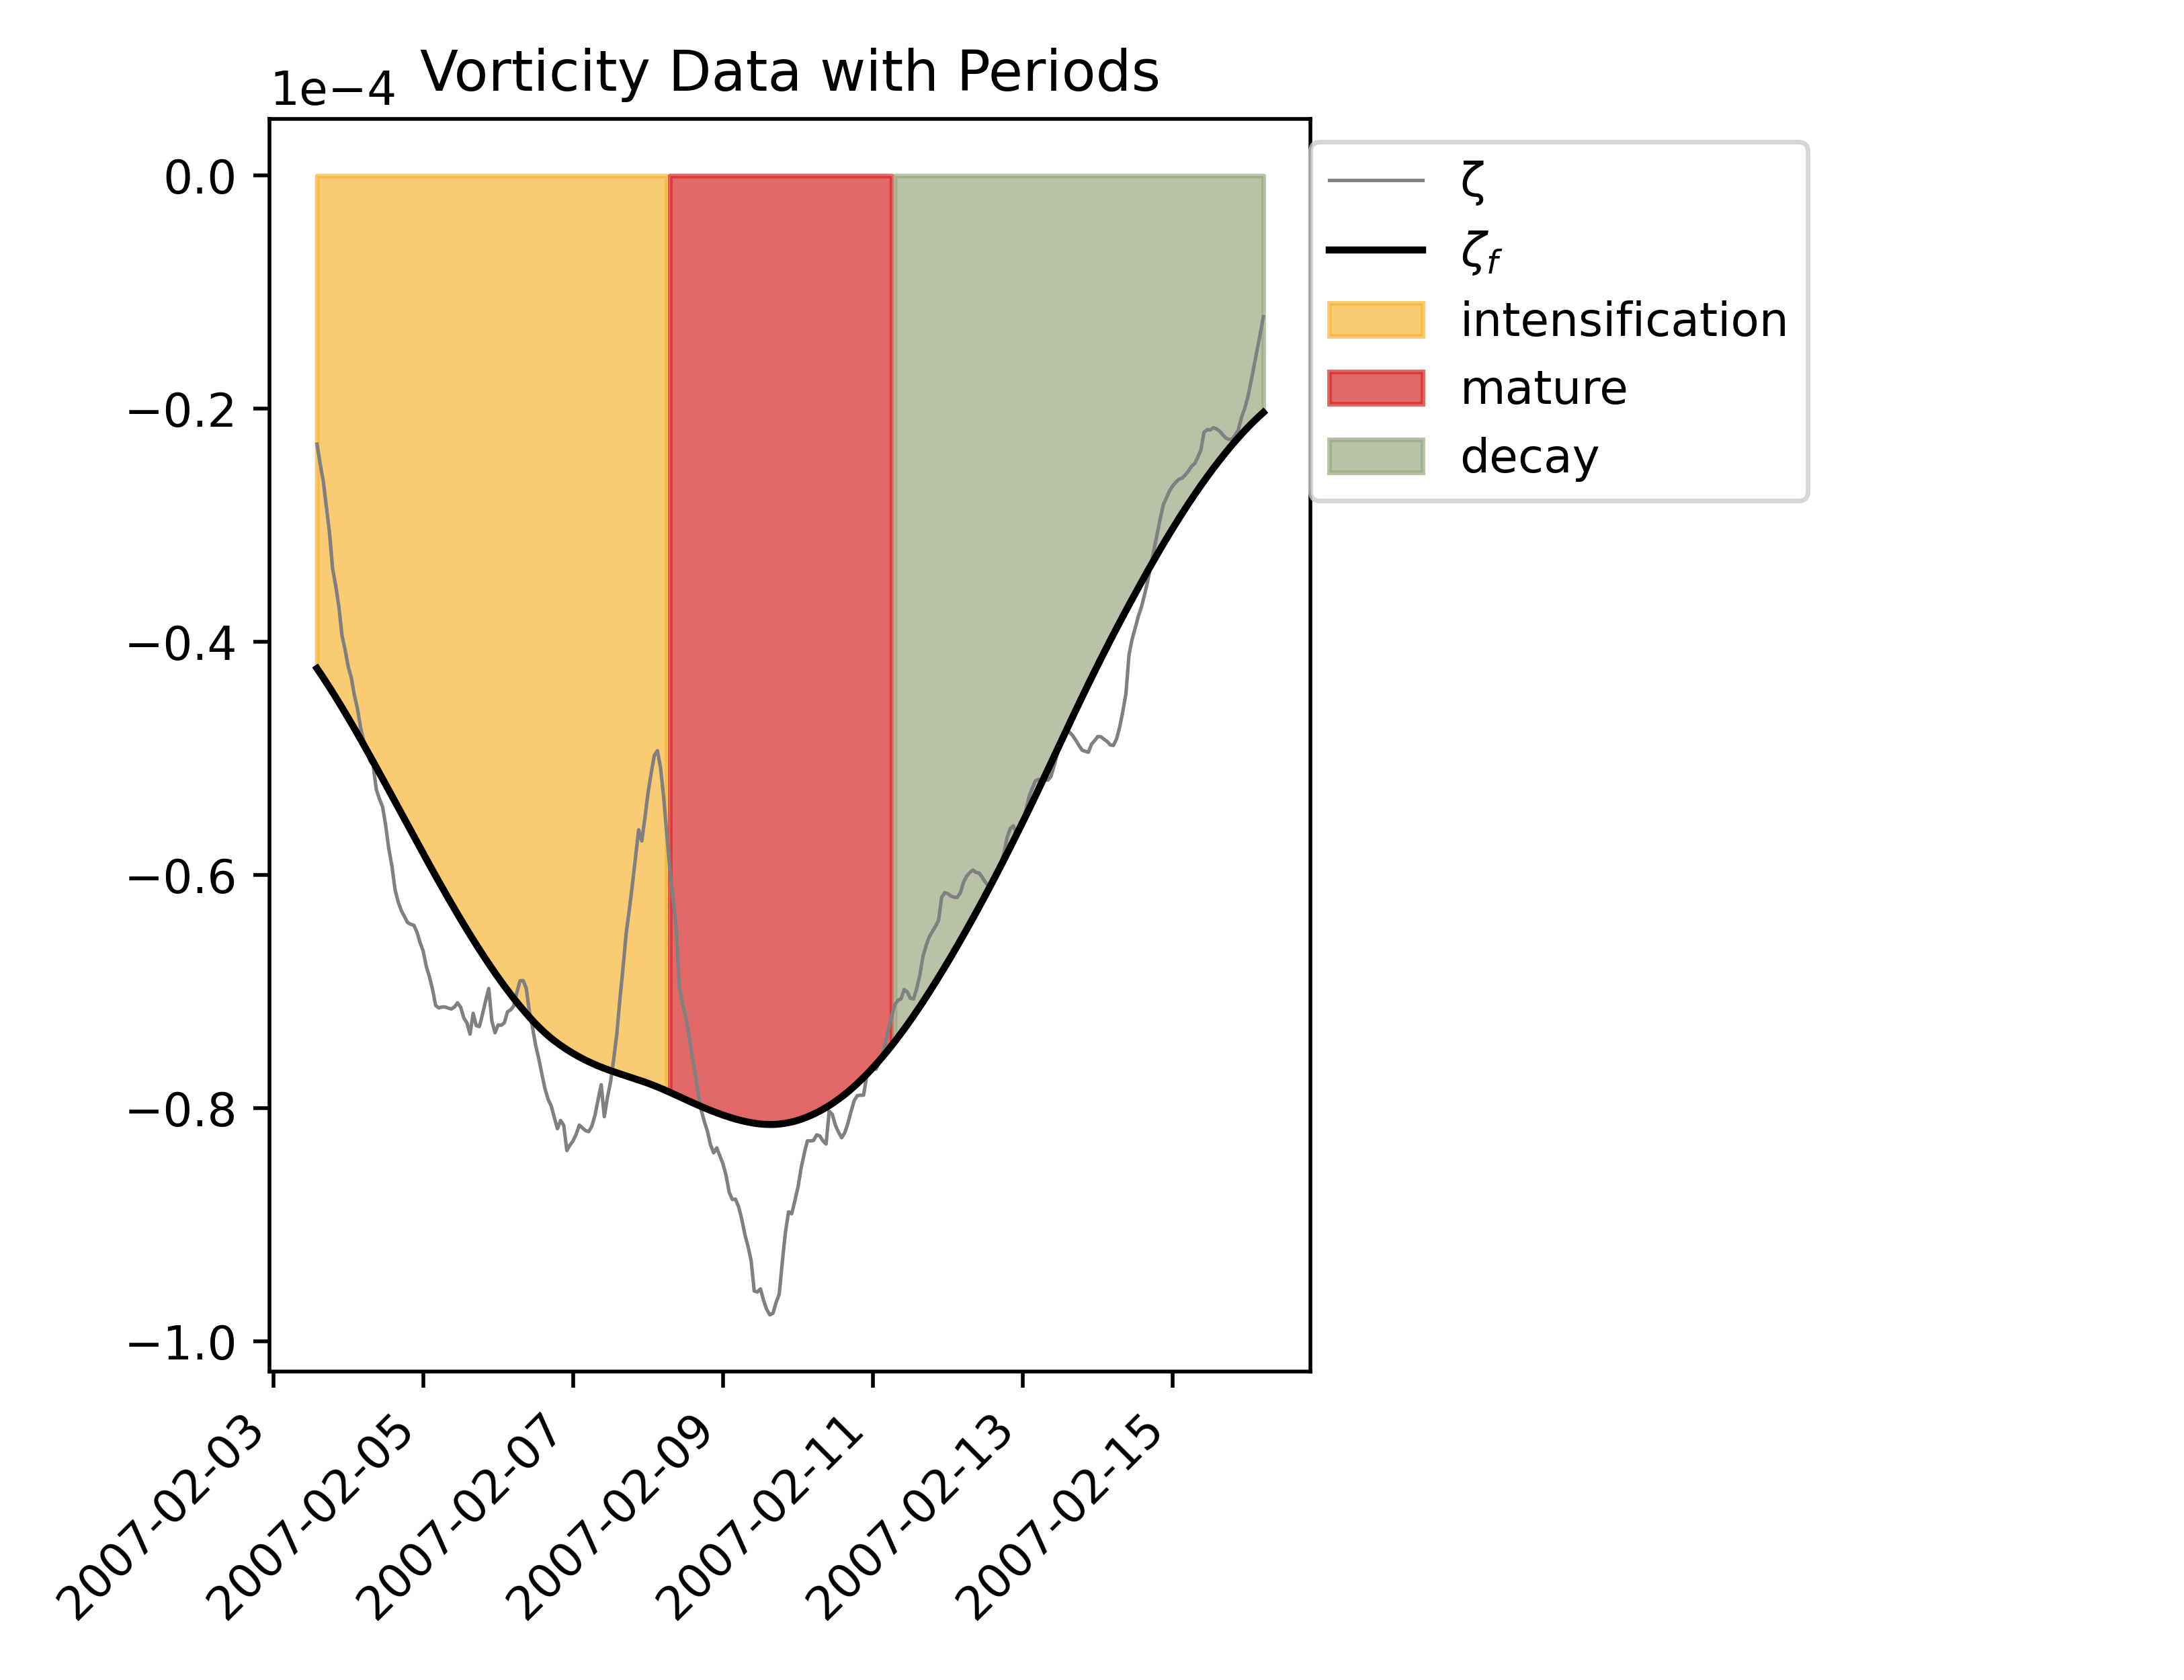 Vorticity Data with Periods
1e−4
0.0
−0.2
−0.4
−0.6
−0.8
−1.0
2007-02-03
2007-02-05
2007-02-07
2007-02-09
2007-02-11
2007-02-13
2007-02-15
ζ
ζf
intensification
mature
decay